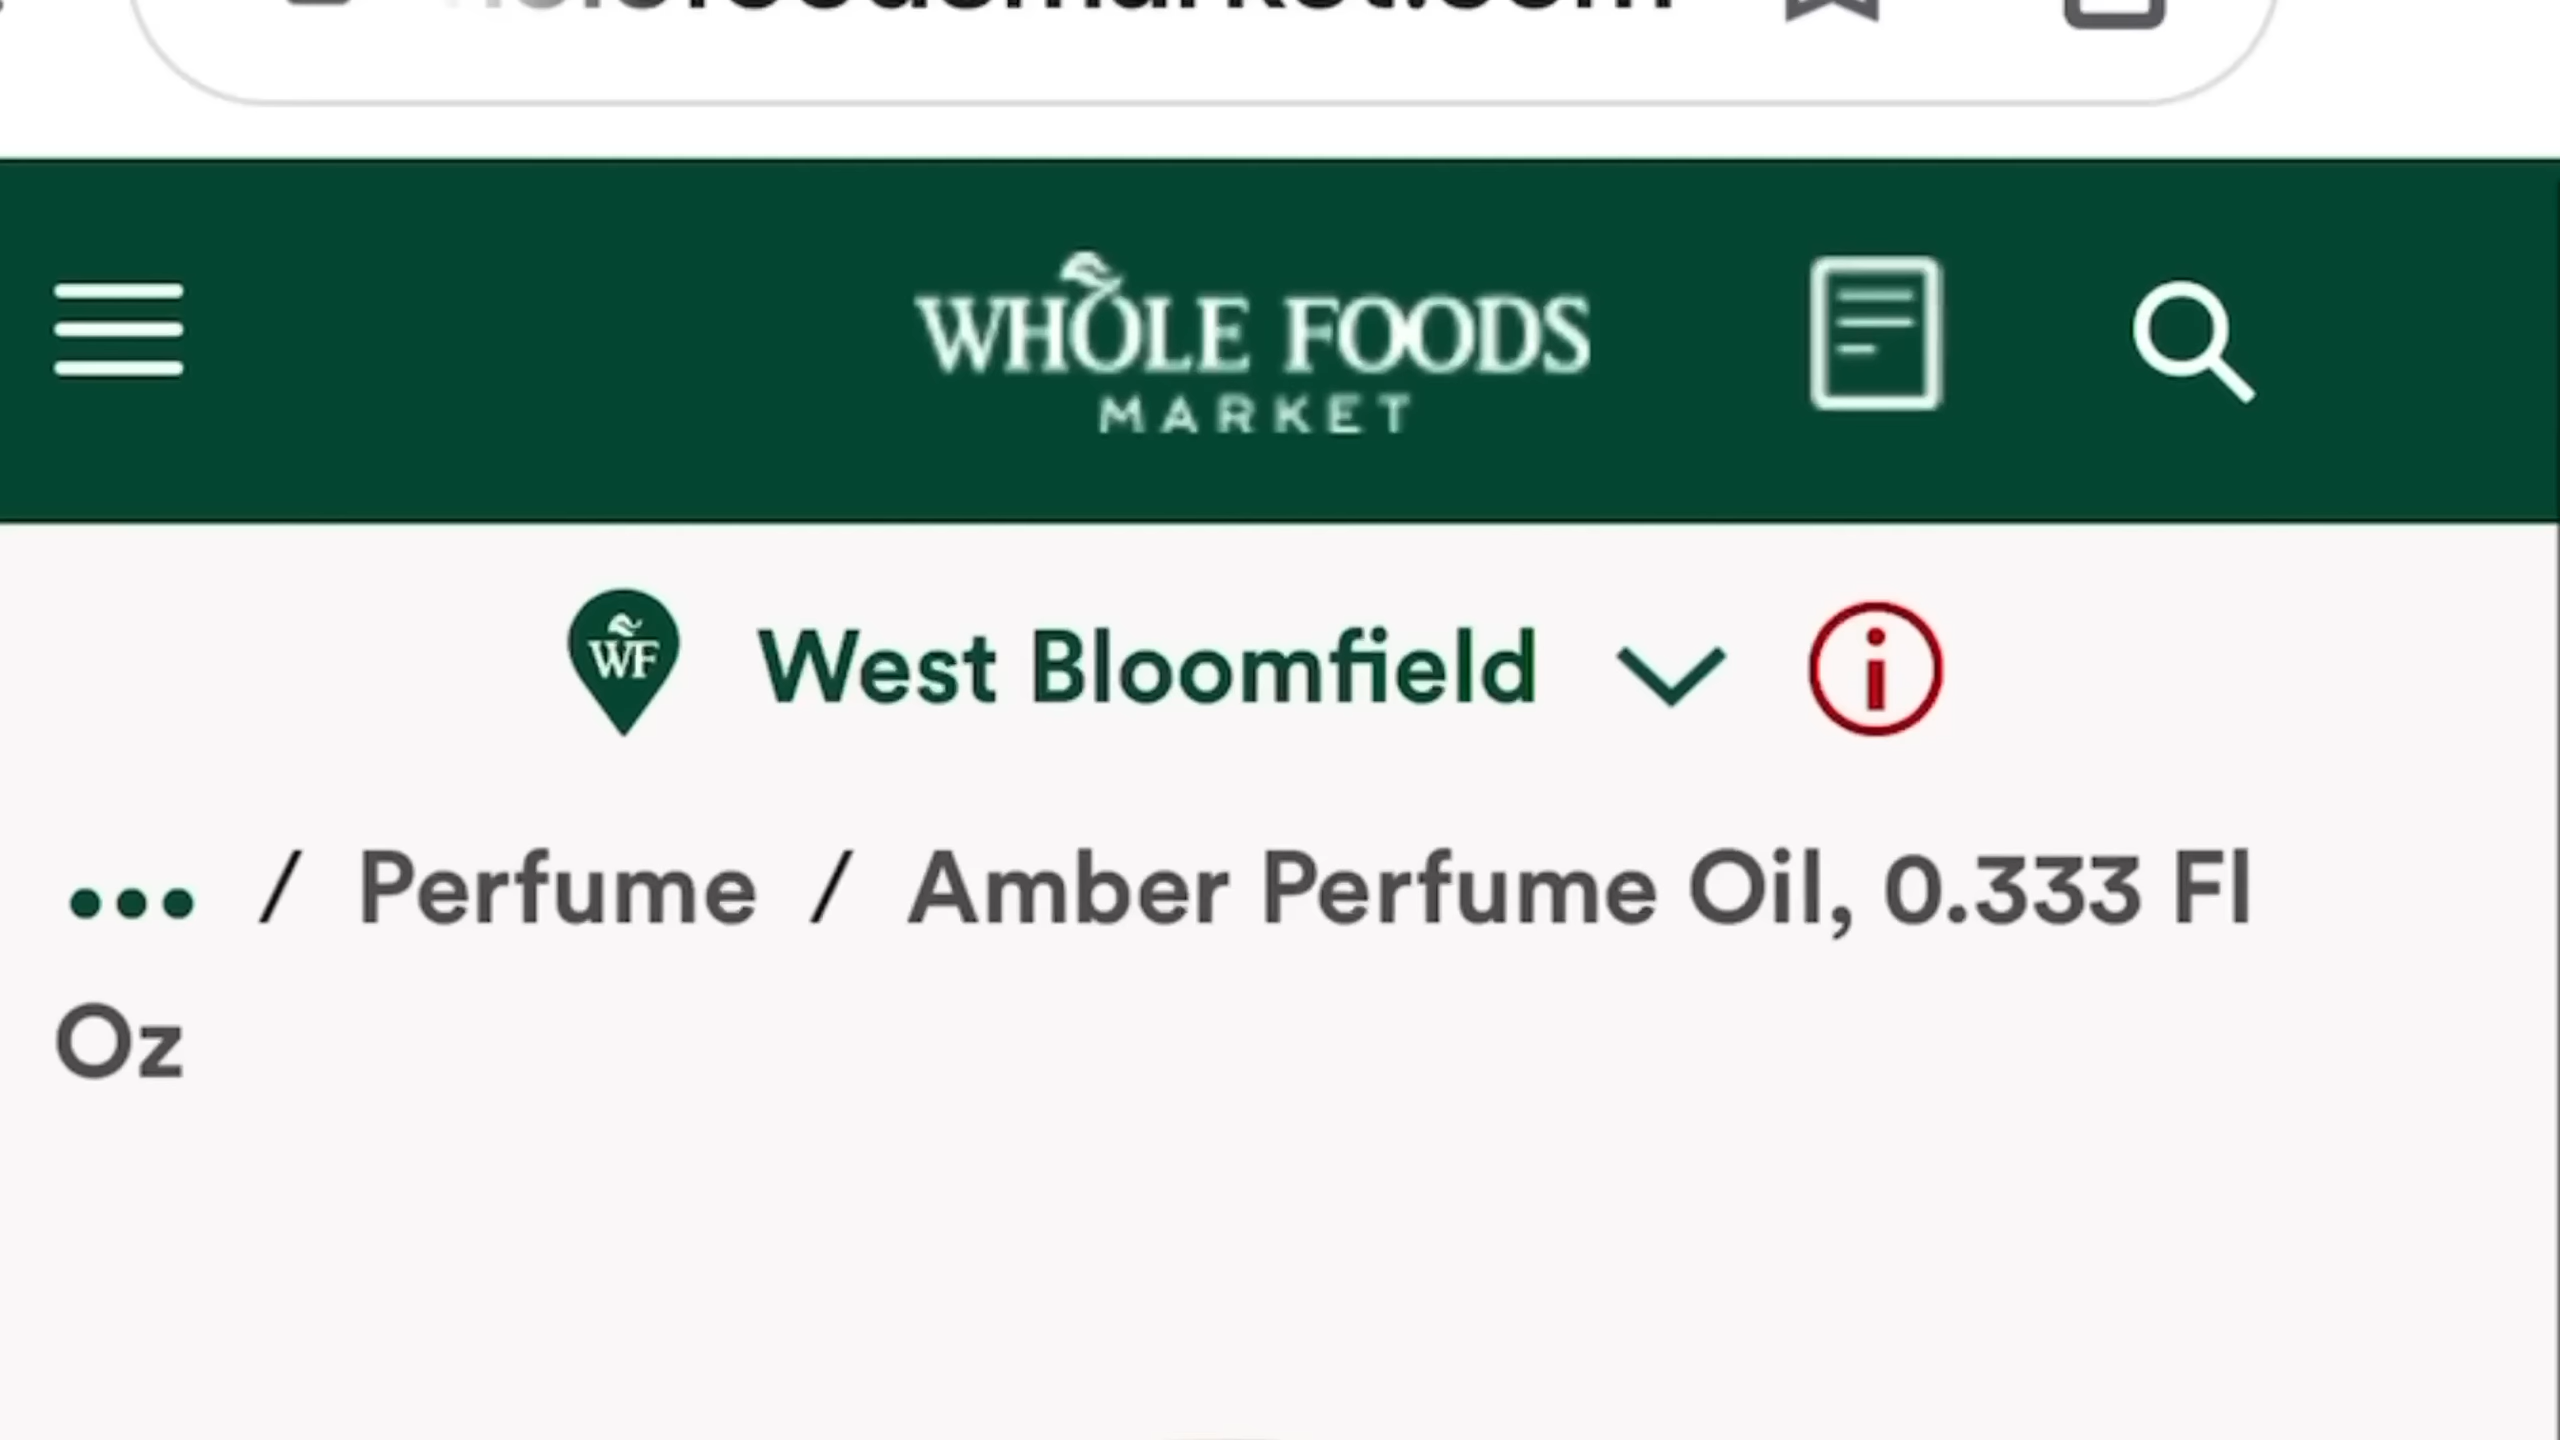 WHOLE FOODS
MARKET
WF
West Bloomfield
... / Perfume / Amber Perfume Oil, 0.333 Fl
Oz